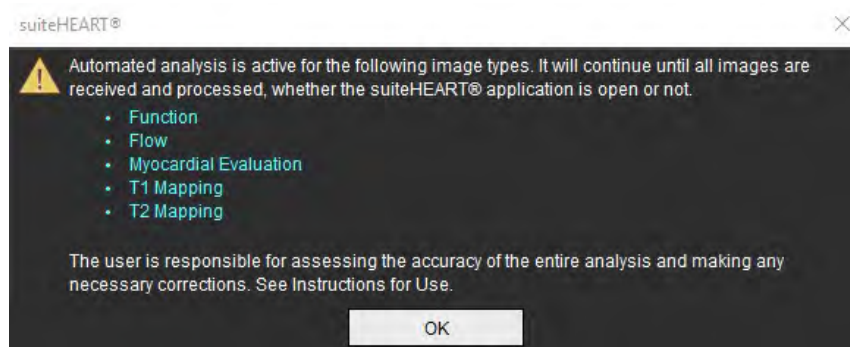 suiteHEART®
Automated analysis is active for the following image types. It will continue until all images are
received and processed, whether the suiteHEART® application is open or not.
• Function
• Flow
• Myocardial Evaluation
• T1 Mapping
• T2 Mapping
The user is responsible for assessing the accuracy of the entire analysis and making any
necessary corrections. See Instructions for Use.
OK